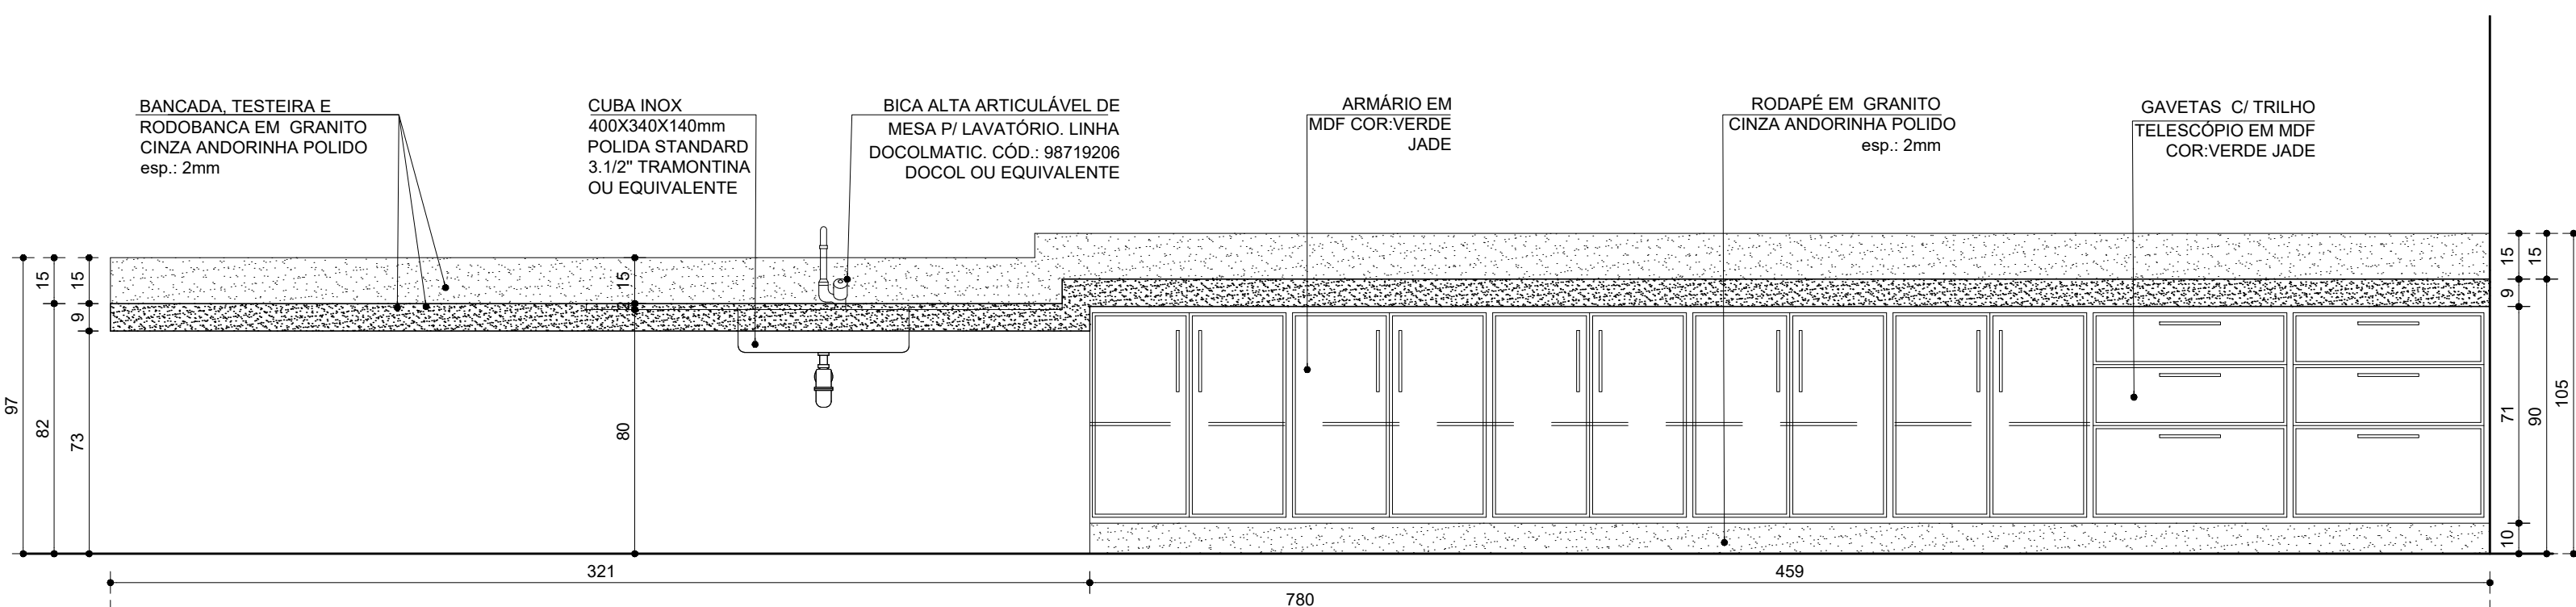 BANCADA, TESTEIRA E
RODOBANCA EM GRANITO
CINZA ANDORINHA POLIDO
esp.: 2mm
CUBA INOX
400X340X140mm
POLIDA STANDARD
3.1/2" TRAMONTINA
OU EQUIVALENTE
BICA ALTA ARTICULÁVEL DE
MESA P/ LAVATÓRIO. LINHA
DOCOLMATIC. CÓD.: 98719206
DOCOL OU EQUIVALENTE
ARMÁRIO EM
MDF COR:VERDE
JADE
RODAPÉ EM GRANITO
CINZA ANDORINHA POLIDO
esp.: 2mm
GAVETAS C/ TRILHO
TELESCÓPIO EM MDF
COR:VERDE JADE
97
15
82
15
9
73
15
2
80
15
9
71
10
15
90
105
321
459
780